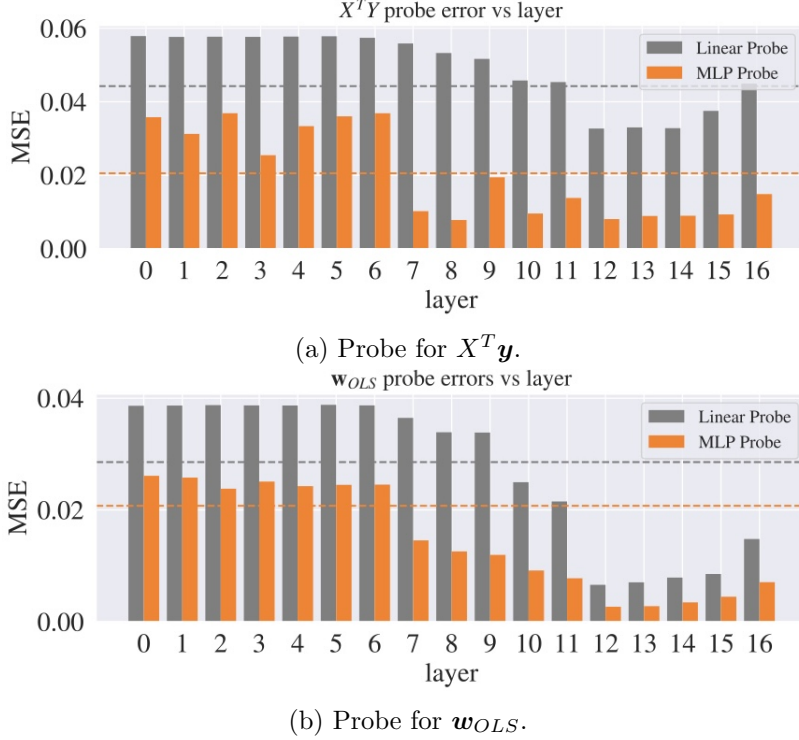 X^T Y probe error vs layer
Linear Probe
MLP Probe
MSE
0.06
0.04
0.02
0.00
0 1 2 3 4 5 6 7 8 9 10 11 12 13 14 15 16
layer
(a) Probe for X^T y.
w_OLS probe errors vs layer
Linear Probe
MLP Probe
MSE
0.04
0.02
0.00
0 1 2 3 4 5 6 7 8 9 10 11 12 13 14 15 16
layer
(b) Probe for w_OLS.